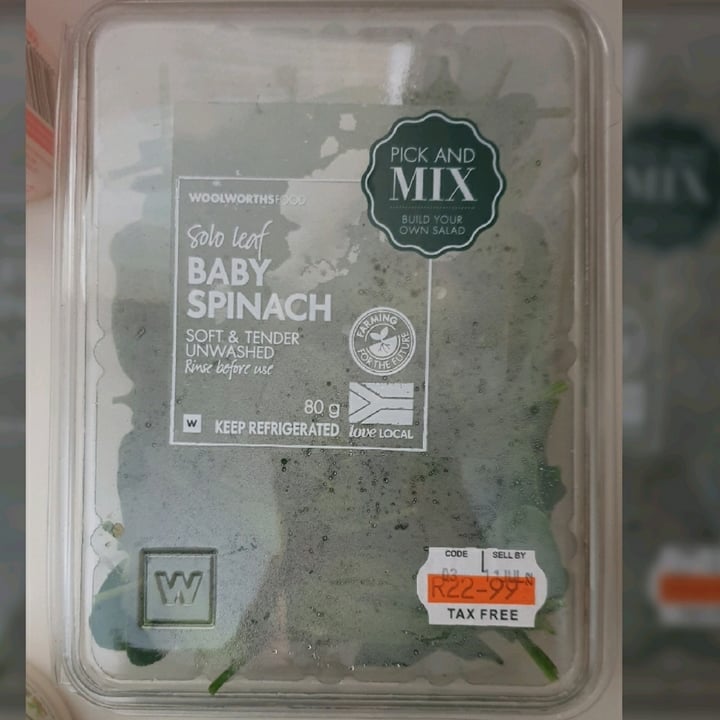 PICK AND
MIX
BUILD YOUR
OWN SALAD
WOOLWORTHSFOOD
Solo leaf
BABY
SPINACH
SOFT & TENDER
UNWASHED
Rinse before use
FARMING
FOR THE FUTURE
80 g
W KEEP REFRIGERATED
love LOCAL
W
CODE SELL BY
R22-99
TAX FREE
MIX